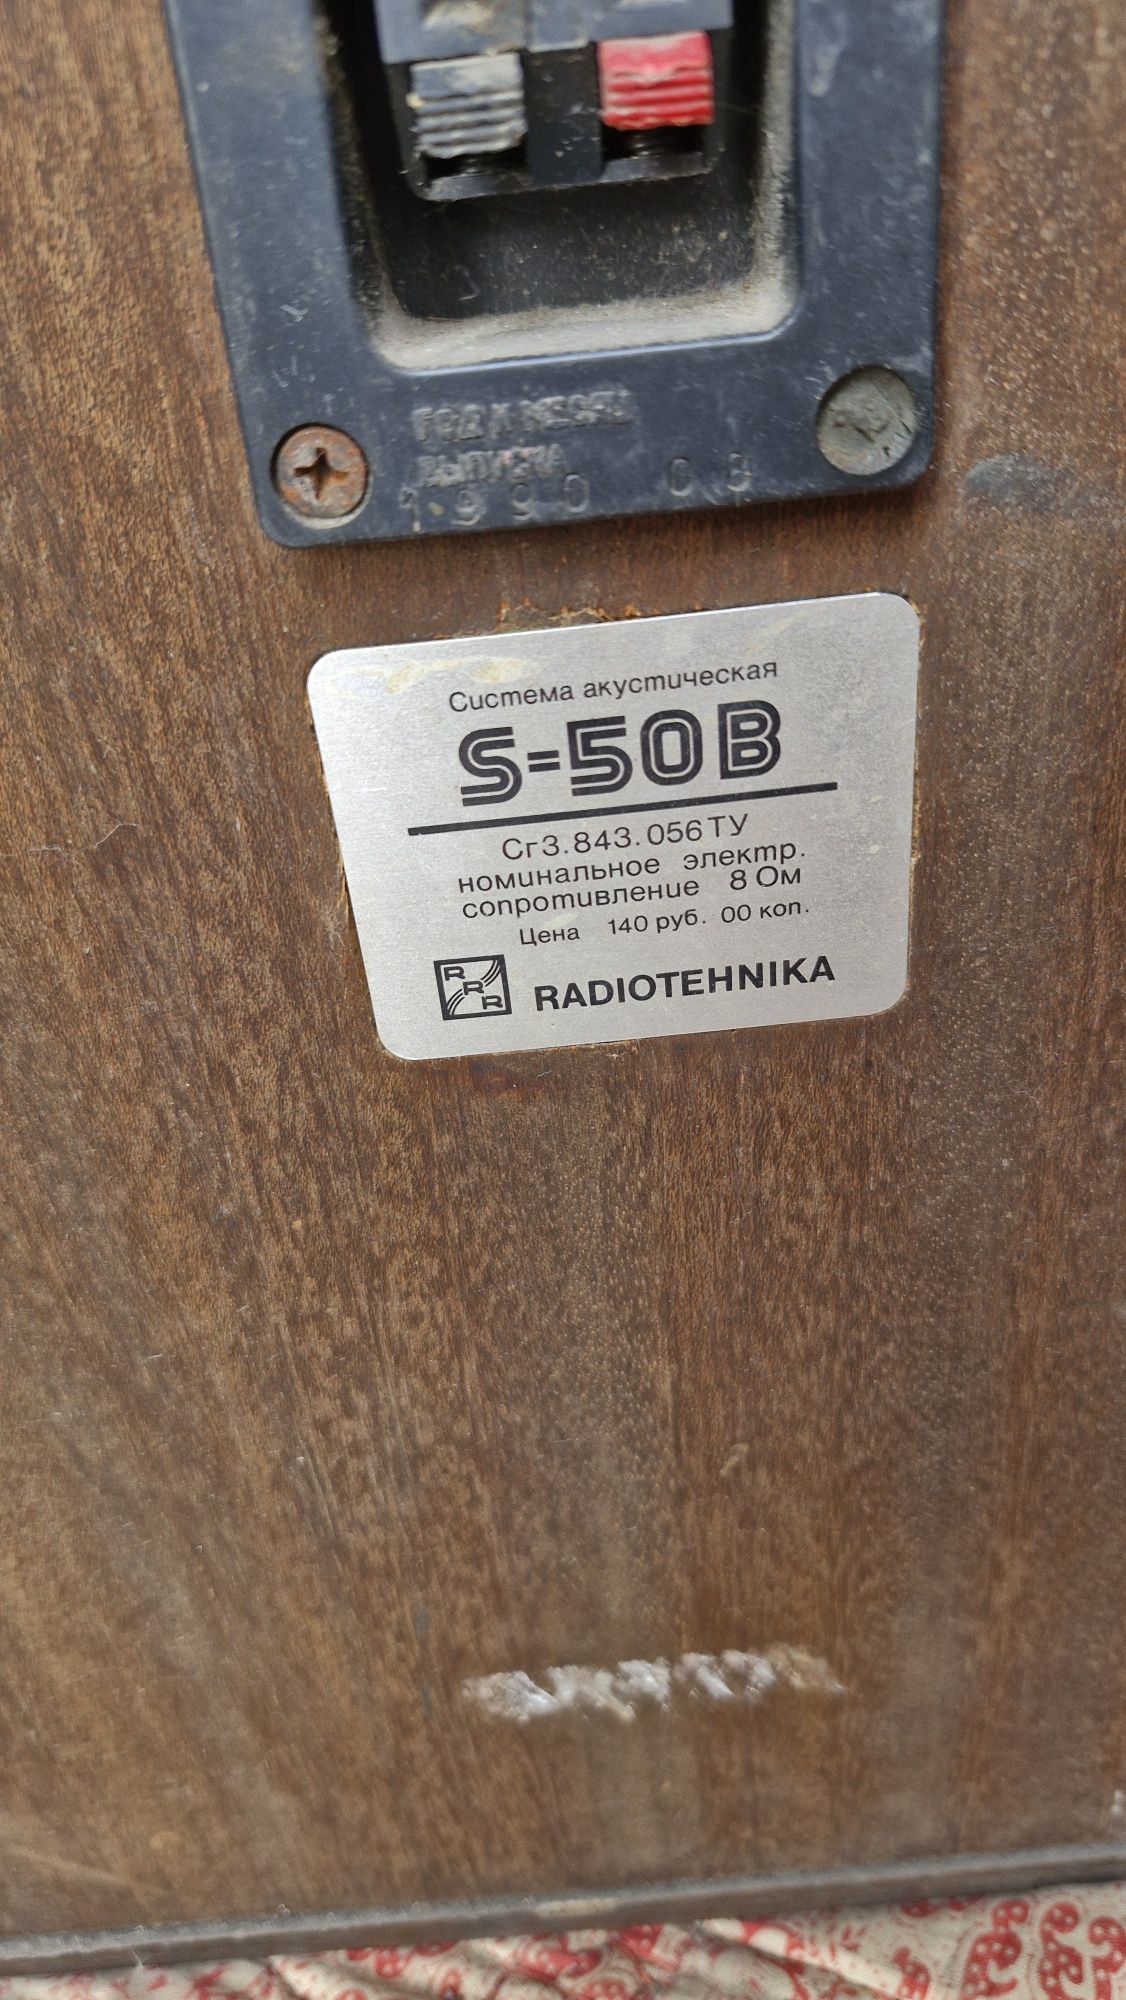 ГОД И МЕСЯЦ
ВЫПУСКА
1990 08
Система акустическая
S-50B
Сг3.843.056ТУ
номинальное электр.
сопротивление 8 Ом
Цена 140 руб. 00 коп.
RRR RADIOTEHNIKA